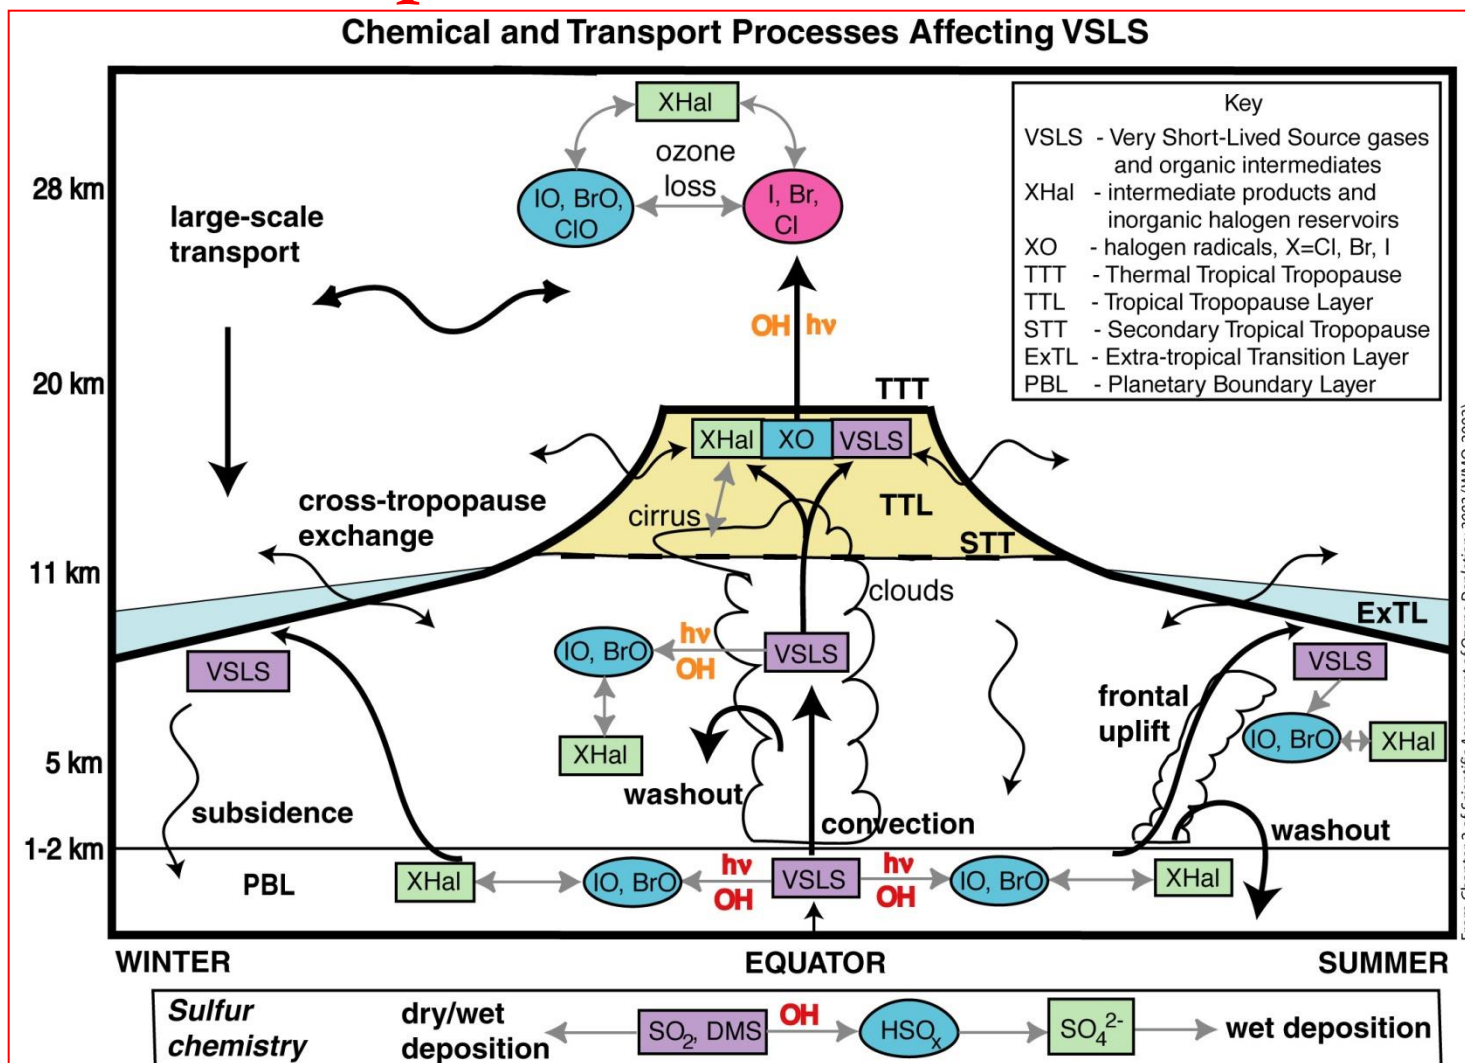 Chemical and Transport Processes Affecting VSLS
Key
VSLS - Very Short-Lived Source gases
and organic intermediates
XHal - intermediate products and
inorganic halogen reservoirs
XO - halogen radicals, X=Cl, Br, I
TTT - Thermal Tropical Tropopause
TTL - Tropical Tropopause Layer
STT - Secondary Tropical Tropopause
ExTL - Extra-tropical Transition Layer
PBL - Planetary Boundary Layer
XHal
ozone
loss
IO, BrO,
ClO
I, Br,
Cl
28 km
large-scale
transport
OH hν
20 km
TTT
XHal XO VSLS
cross-tropopause
exchange
cirrus
TTL
STT
11 km
clouds
ExTL
hν
IO, BrO
OH
VSLS
VSLS
VSLS
frontal
uplift
IO, BrO
XHal
XHal
5 km
washout
subsidence
convection
washout
1-2 km
PBL
XHal
IO, BrO
hν
OH
VSLS
hν
OH
IO, BrO
XHal
WINTER
EQUATOR
SUMMER
Sulfur
chemistry
dry/wet
deposition
SO₂, DMS
OH
HSOₓ
SO₄²⁻
wet deposition